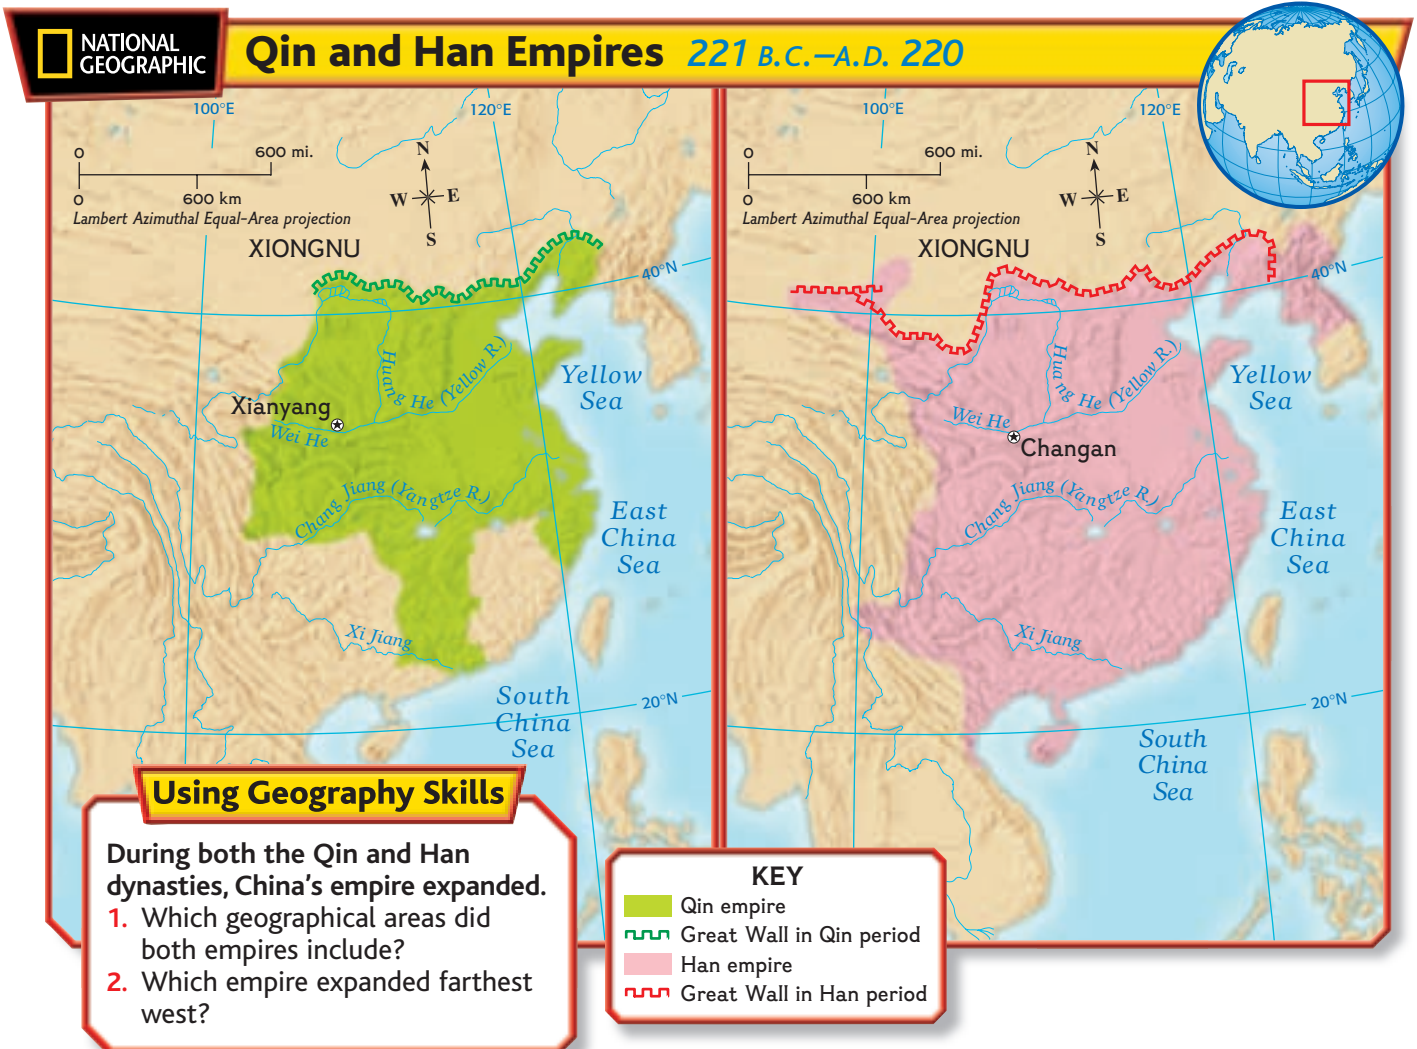 NATIONAL
GEOGRAPHIC
Qin and Han Empires 221 B.C.–A.D. 220
100°E
120°E
0
600 mi.
0
600 km
Lambert Azimuthal Equal-Area projection
N
W
E
S
XIONGNU
40°N
Huang He (Yellow R.)
Yellow
Sea
Xianyang
Wei He
Chang Jiang (Yangtze R.)
East
China
Sea
Xi Jiang
South
China
Sea
20°N
100°E
120°E
0
600 mi.
0
600 km
Lambert Azimuthal Equal-Area projection
N
W
E
S
XIONGNU
40°N
Huang He (Yellow R.)
Yellow
Sea
Wei He
Changan
Chang Jiang (Yangtze R.)
East
China
Sea
Xi Jiang
20°N
South
China
Sea
Using Geography Skills
During both the Qin and Han
dynasties, China's empire expanded.
1. Which geographical areas did
both empires include?
2. Which empire expanded farthest
west?
KEY
Qin empire
Great Wall in Qin period
Han empire
Great Wall in Han period